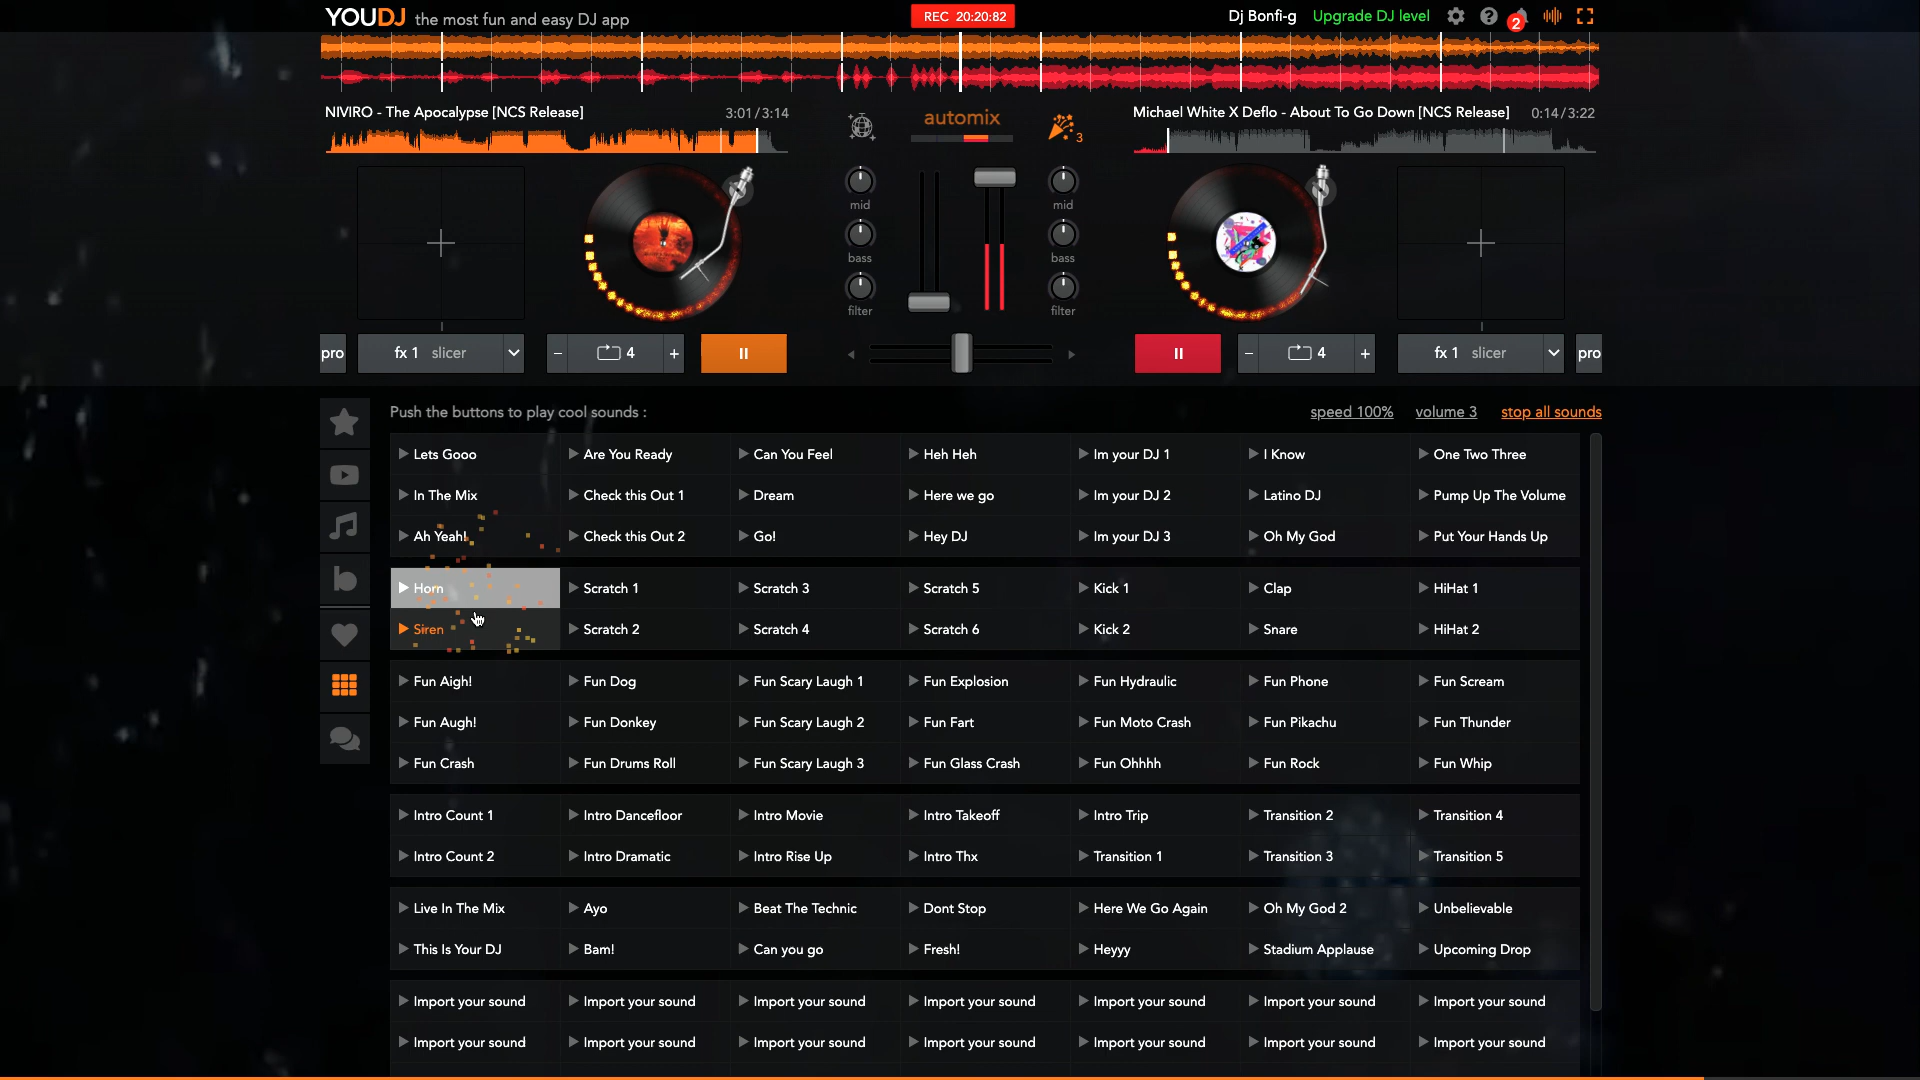 YOUDJ the most fun and easy DJ app
REC 20:20:82
Dj Bonfi-g Upgrade DJ level ? 2
NIVIRO - The Apocalypse [NCS Release] 3:01/3:14
automix 3
Michael White X Deflo - About To Go Down [NCS Release] 0:14/3:22
mid mid
bass bass
filter filter
pro fx 1 slicer − 4 +
− 4 + fx 1 slicer pro
Push the buttons to play cool sounds :
speed 100% volume 3 stop all sounds
Lets Gooo Are You Ready Can You Feel Heh Heh Im your DJ 1 I Know One Two Three
In The Mix Check this Out 1 Dream Here we go Im your DJ 2 Latino DJ Pump Up The Volume
Ah Yeah! Check this Out 2 Go! Hey DJ Im your DJ 3 Oh My God Put Your Hands Up
Horn Scratch 1 Scratch 3 Scratch 5 Kick 1 Clap HiHat 1
Siren Scratch 2 Scratch 4 Scratch 6 Kick 2 Snare HiHat 2
Fun Aigh! Fun Dog Fun Scary Laugh 1 Fun Explosion Fun Hydraulic Fun Phone Fun Scream
Fun Augh! Fun Donkey Fun Scary Laugh 2 Fun Fart Fun Moto Crash Fun Pikachu Fun Thunder
Fun Crash Fun Drums Roll Fun Scary Laugh 3 Fun Glass Crash Fun Ohhhh Fun Rock Fun Whip
Intro Count 1 Intro Dancefloor Intro Movie Intro Takeoff Intro Trip Transition 2 Transition 4
Intro Count 2 Intro Dramatic Intro Rise Up Intro Thx Transition 1 Transition 3 Transition 5
Live In The Mix Ayo Beat The Technic Dont Stop Here We Go Again Oh My God 2 Unbelievable
This Is Your DJ Bam! Can you go Fresh! Heyyy Stadium Applause Upcoming Drop
Import your sound Import your sound Import your sound Import your sound Import your sound Import your sound Import your sound
Import your sound Import your sound Import your sound Import your sound Import your sound Import your sound Import your sound